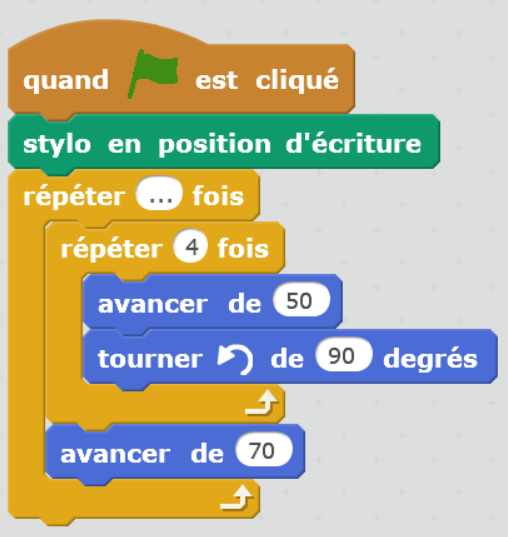 quand est cliqué
stylo en position d'écriture
répéter ... fois
répéter 4 fois
avancer de 50
tourner de 90 degrés
avancer de 70